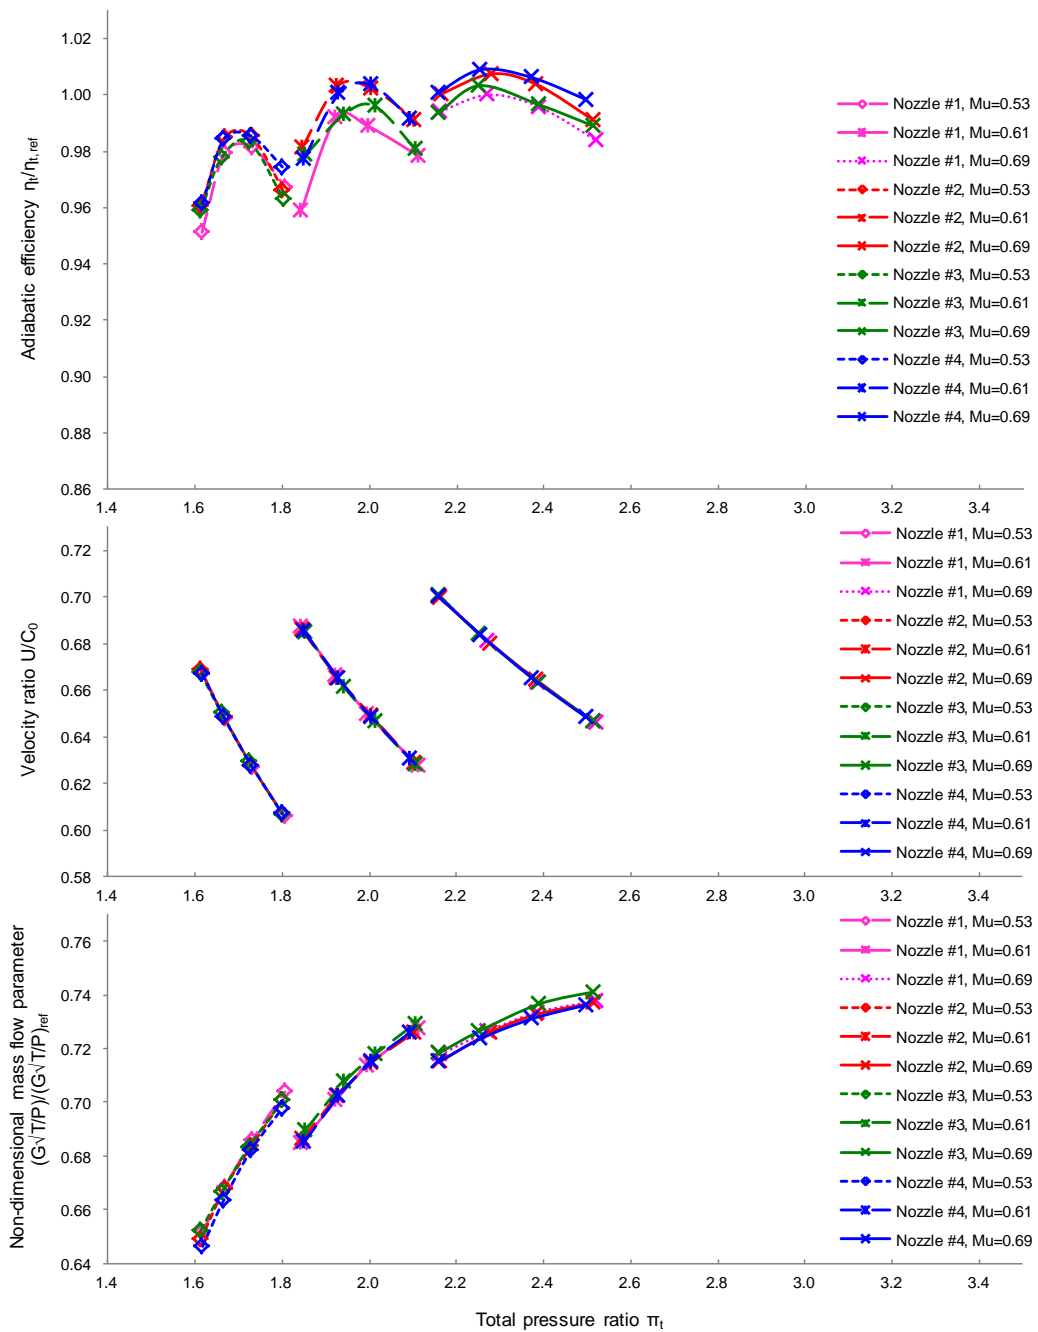 1.02
1.00
0.98
0.96
0.94
0.92
0.90
0.88
0.86
Adiabatic efficiency ηt/ηt,ref
Nozzle #1, Mu=0.53
Nozzle #1, Mu=0.61
Nozzle #1, Mu=0.69
Nozzle #2, Mu=0.53
Nozzle #2, Mu=0.61
Nozzle #2, Mu=0.69
Nozzle #3, Mu=0.53
Nozzle #3, Mu=0.61
Nozzle #3, Mu=0.69
Nozzle #4, Mu=0.53
Nozzle #4, Mu=0.61
Nozzle #4, Mu=0.69
1.4 1.6 1.8 2.0 2.2 2.4 2.6 2.8 3.0 3.2 3.4
0.72
0.70
0.68
0.66
0.64
0.62
0.60
0.58
Velocity ratio U/C0
Nozzle #1, Mu=0.53
Nozzle #1, Mu=0.61
Nozzle #1, Mu=0.69
Nozzle #2, Mu=0.53
Nozzle #2, Mu=0.61
Nozzle #2, Mu=0.69
Nozzle #3, Mu=0.53
Nozzle #3, Mu=0.61
Nozzle #3, Mu=0.69
Nozzle #4, Mu=0.53
Nozzle #4, Mu=0.61
Nozzle #4, Mu=0.69
1.4 1.6 1.8 2.0 2.2 2.4 2.6 2.8 3.0 3.2 3.4
0.76
0.74
0.72
0.70
0.68
0.66
0.64
Non-dimensional mass flow parameter
(G√T/P)/(G√T/P)ref
Nozzle #1, Mu=0.53
Nozzle #1, Mu=0.61
Nozzle #1, Mu=0.69
Nozzle #2, Mu=0.53
Nozzle #2, Mu=0.61
Nozzle #2, Mu=0.69
Nozzle #3, Mu=0.53
Nozzle #3, Mu=0.61
Nozzle #3, Mu=0.69
Nozzle #4, Mu=0.53
Nozzle #4, Mu=0.61
Nozzle #4, Mu=0.69
1.4 1.6 1.8 2.0 2.2 2.4 2.6 2.8 3.0 3.2 3.4
Total pressure ratio πt